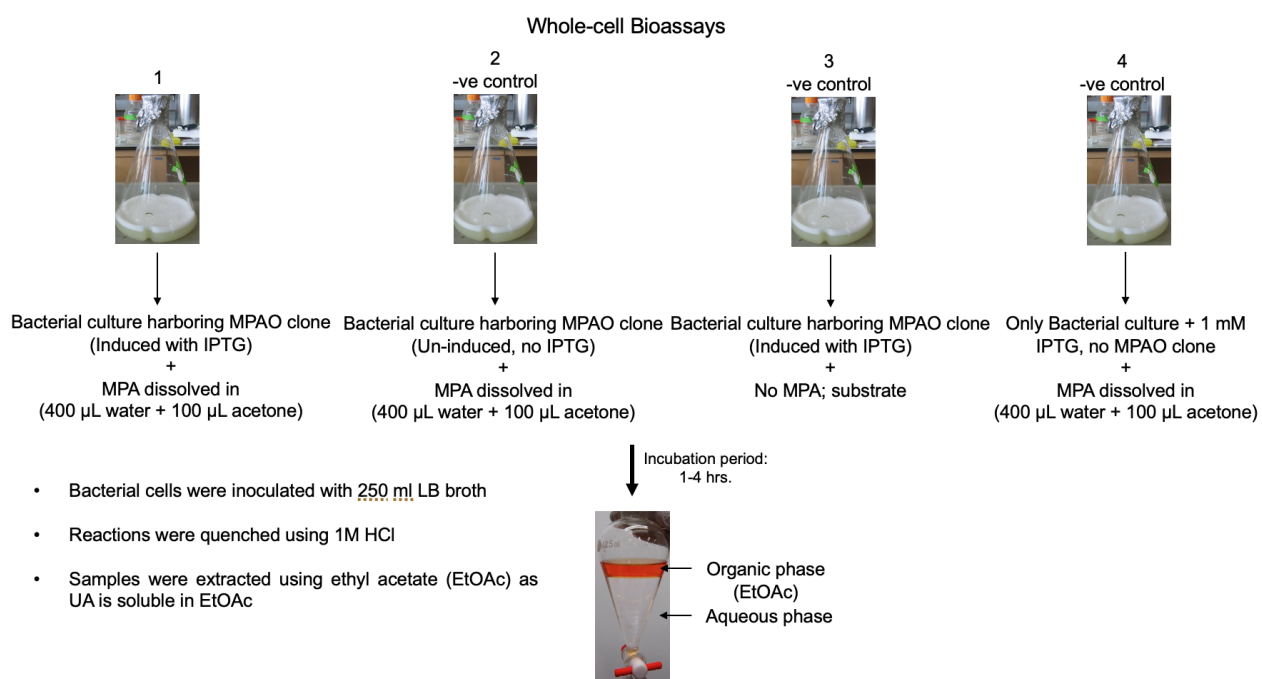 Whole-cell Bioassays
1
2
-ve control
3
-ve control
4
-ve control
Bacterial culture harboring MPAO clone
(Induced with IPTG)
+
MPA dissolved in
(400 µL water + 100 µL acetone)
Bacterial culture harboring MPAO clone
(Un-induced, no IPTG)
+
MPA dissolved in
(400 µL water + 100 µL acetone)
Bacterial culture harboring MPAO clone
(Induced with IPTG)
+
No MPA; substrate
Only Bacterial culture + 1 mM
IPTG, no MPAO clone
+
MPA dissolved in
(400 µL water + 100 µL acetone)
Incubation period:
1-4 hrs.
• Bacterial cells were inoculated with 250 ml LB broth
• Reactions were quenched using 1M HCl
• Samples were extracted using ethyl acetate (EtOAc) as
UA is soluble in EtOAc
Organic phase
(EtOAc)
Aqueous phase